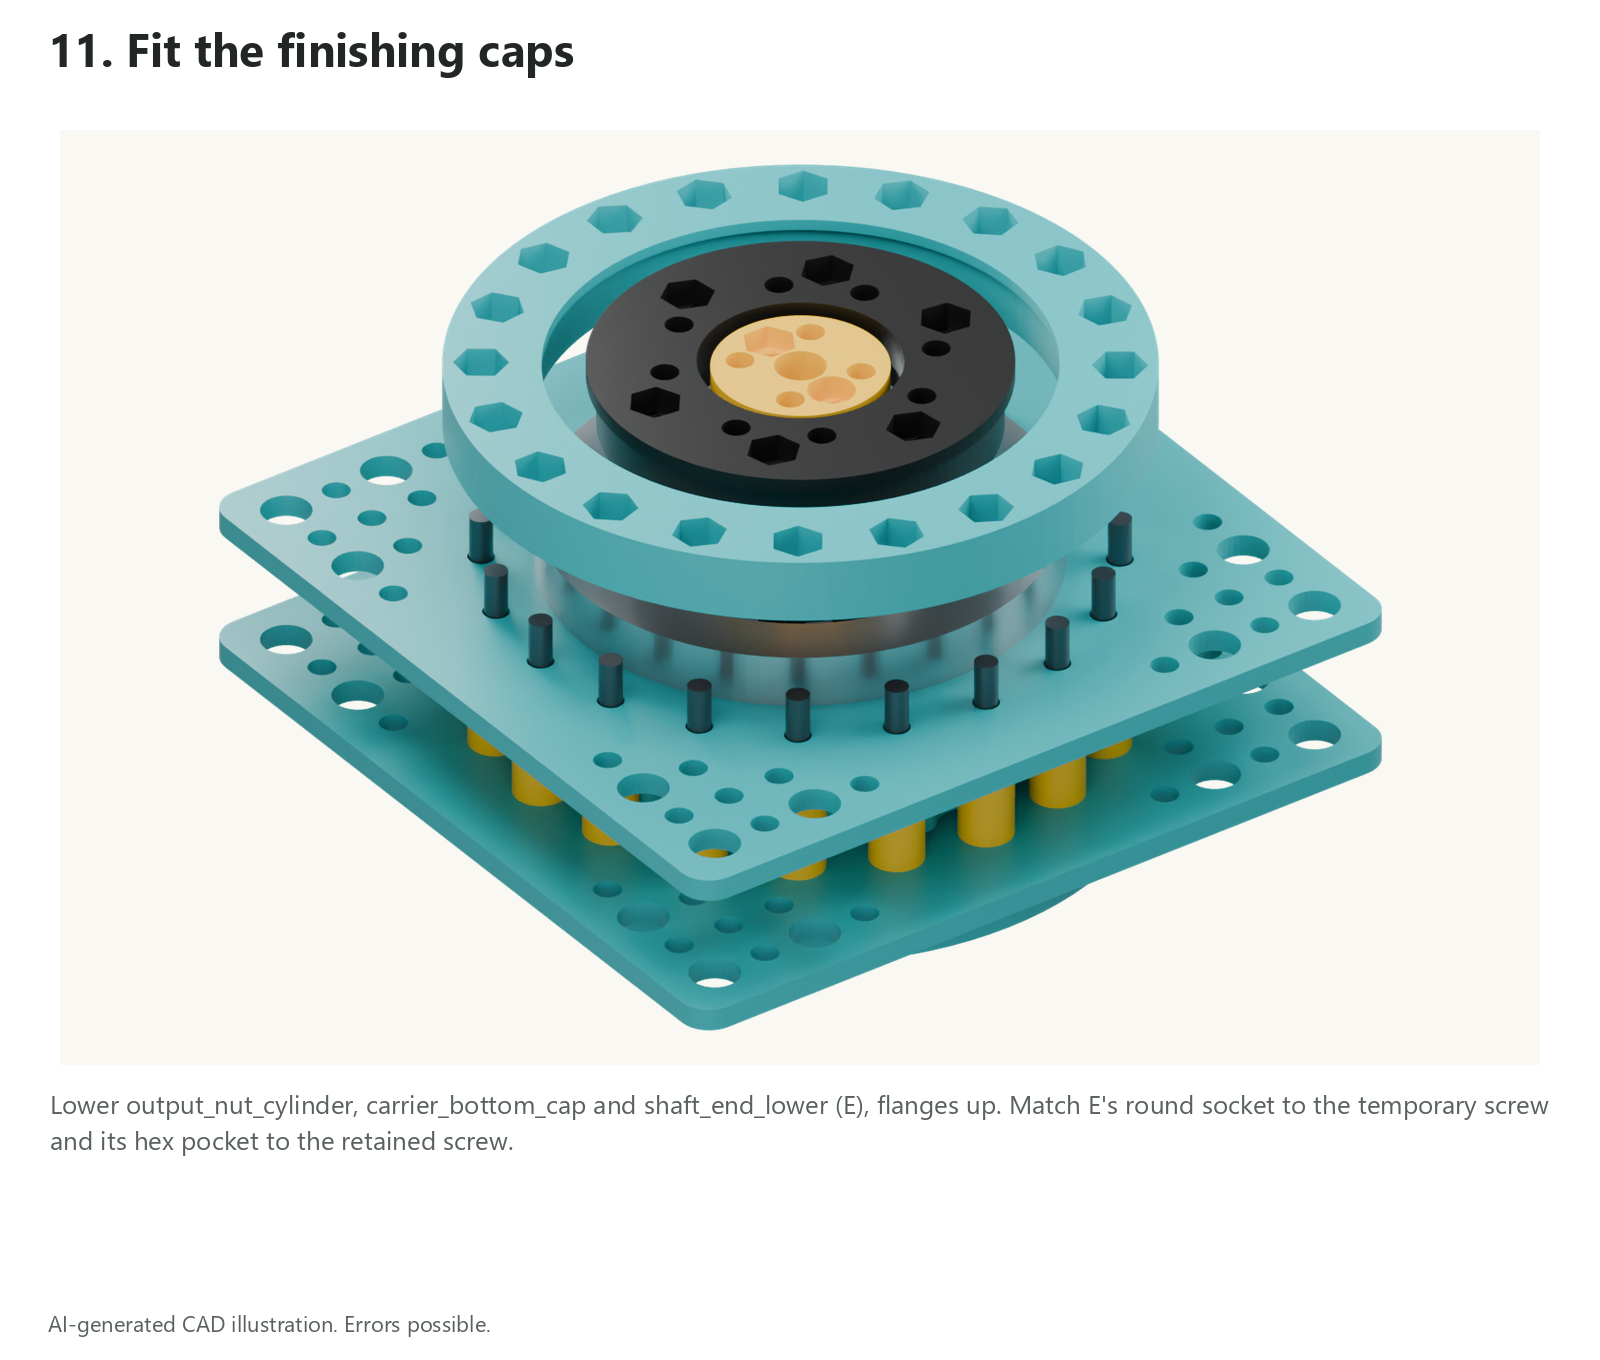 11. Fit the finishing caps
Lower output_nut_cylinder, carrier_bottom_cap and shaft_end_lower (E), flanges up. Match E's round socket to the temporary screw
and its hex pocket to the retained screw.
AI-generated CAD illustration. Errors possible.